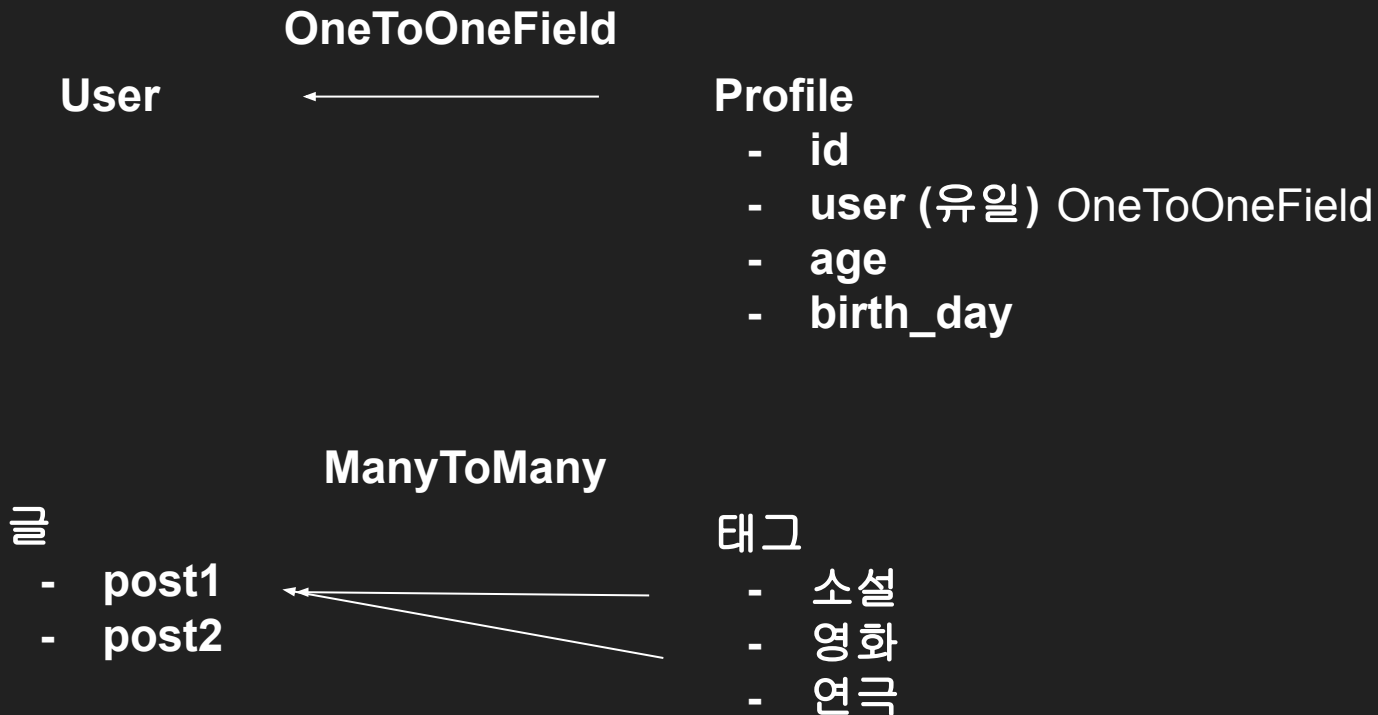 OneToOneField
User
Profile
- id
- user (유일) OneToOneField
- age
- birth_day
ManyToMany
글
- post1
- post2
태그
- 소설
- 영화
- 연극